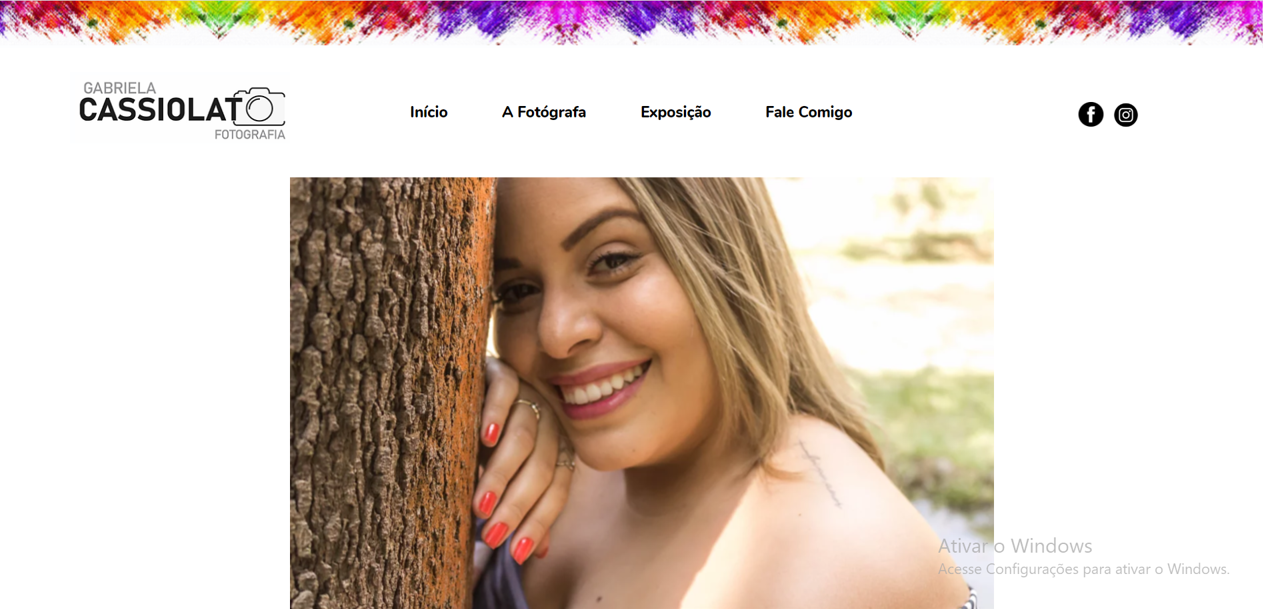 GABRIELA
CASSIOLATO
FOTOGRAFIA
Início
A Fotógrafa
Exposição
Fale Comigo
Ativar o Windows
Acesse Configurações para ativar o Windows.